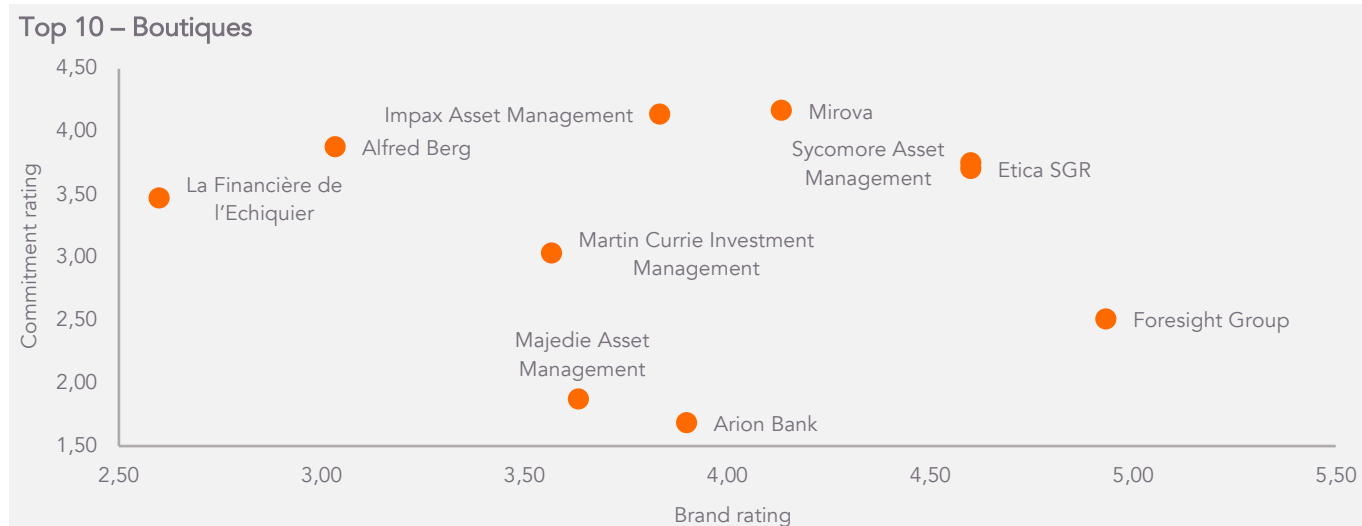 Top 10 – Boutiques
4,50
4,00
3,50
3,00
2,50
2,00
1,50
Commitment rating
Impax Asset Management
Mirova
Alfred Berg
Sycomore Asset
Management
Etica SGR
La Financière de
l’Echiquier
Martin Currie Investment
Management
Foresight Group
Majedie Asset
Management
Arion Bank
2,50
3,00
3,50
4,00
4,50
5,00
5,50
Brand rating